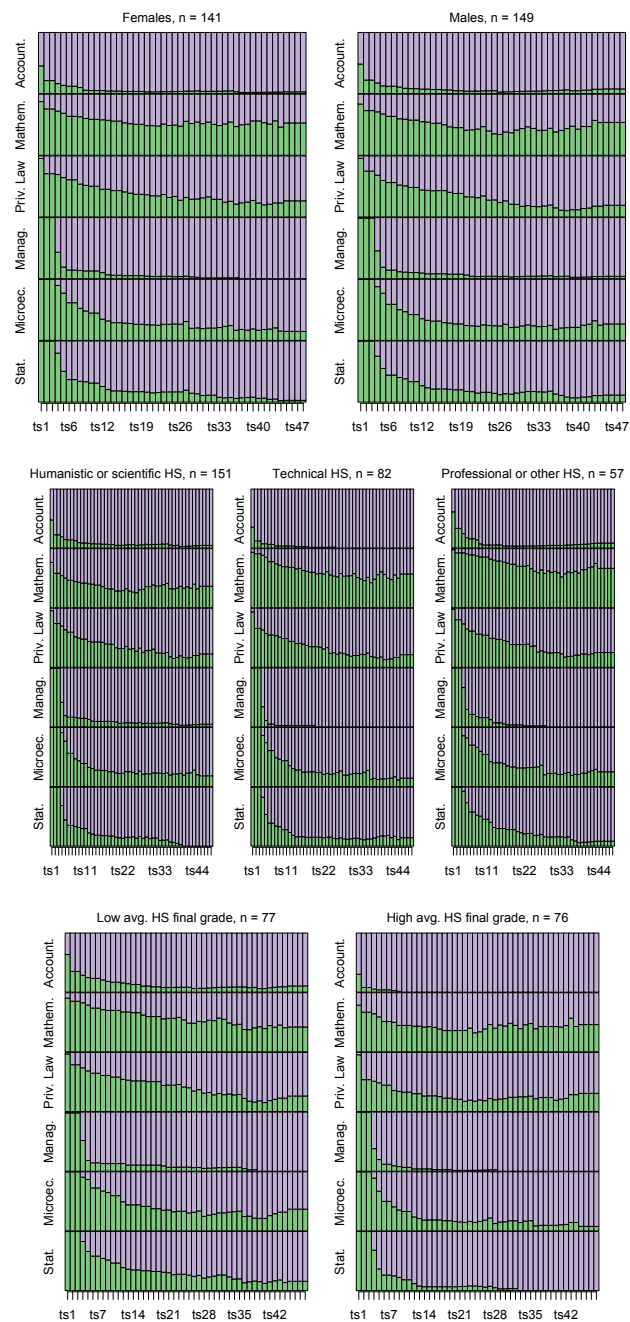 Females, n = 141
Males, n = 149
Account.
Mathem.
Priv. Law
Manag.
Microec.
Stat.
ts1 ts6 ts12 ts19 ts26 ts33 ts40 ts47
Account.
Mathem.
Priv. Law
Manag.
Microec.
Stat.
ts1 ts6 ts12 ts19 ts26 ts33 ts40 ts47
Humanistic or scientific HS, n = 151
Technical HS, n = 82
Professional or other HS, n = 57
Account.
Mathem.
Priv. Law
Manag.
Microec.
Stat.
ts1 ts11 ts22 ts33 ts44
Account.
Mathem.
Priv. Law
Manag.
Microec.
Stat.
ts1 ts11 ts22 ts33 ts44
Account.
Mathem.
Priv. Law
Manag.
Microec.
Stat.
ts1 ts11 ts22 ts33 ts44
Low avg. HS final grade, n = 77
High avg. HS final grade, n = 76
Account.
Mathem.
Priv. Law
Manag.
Microec.
Stat.
ts1 ts7 ts14 ts21 ts28 ts35 ts42
Account.
Mathem.
Priv. Law
Manag.
Microec.
Stat.
ts1 ts7 ts14 ts21 ts28 ts35 ts42